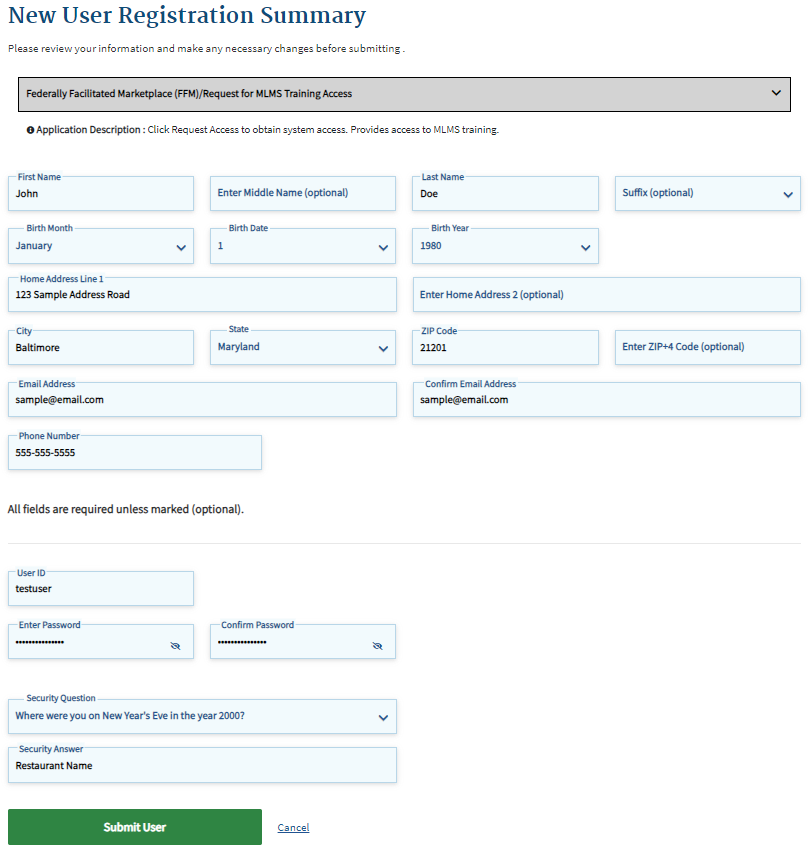 New User Registration Summary
Please review your information and make any necessary changes before submitting .
Federally Facilitated Marketplace (FFM)/Request for MLMS Training Access
Application Description : Click Request Access to obtain system access. Provides access to MLMS training.
First Name
John
Enter Middle Name (optional)
Last Name
Doe
Suffix (optional)
Birth Month
January
Birth Date
1
Birth Year
1980
Home Address Line 1
123 Sample Address Road
Enter Home Address 2 (optional)
City
Baltimore
State
Maryland
ZIP Code
21201
Enter ZIP+4 Code (optional)
Email Address
sample@email.com
Confirm Email Address
sample@email.com
Phone Number
555-555-5555
All fields are required unless marked (optional).
User ID
testuser
Enter Password
•••••••••••••••
Confirm Password
•••••••••••••••
Security Question
Where were you on New Year's Eve in the year 2000?
Security Answer
Restaurant Name
Submit User
Cancel